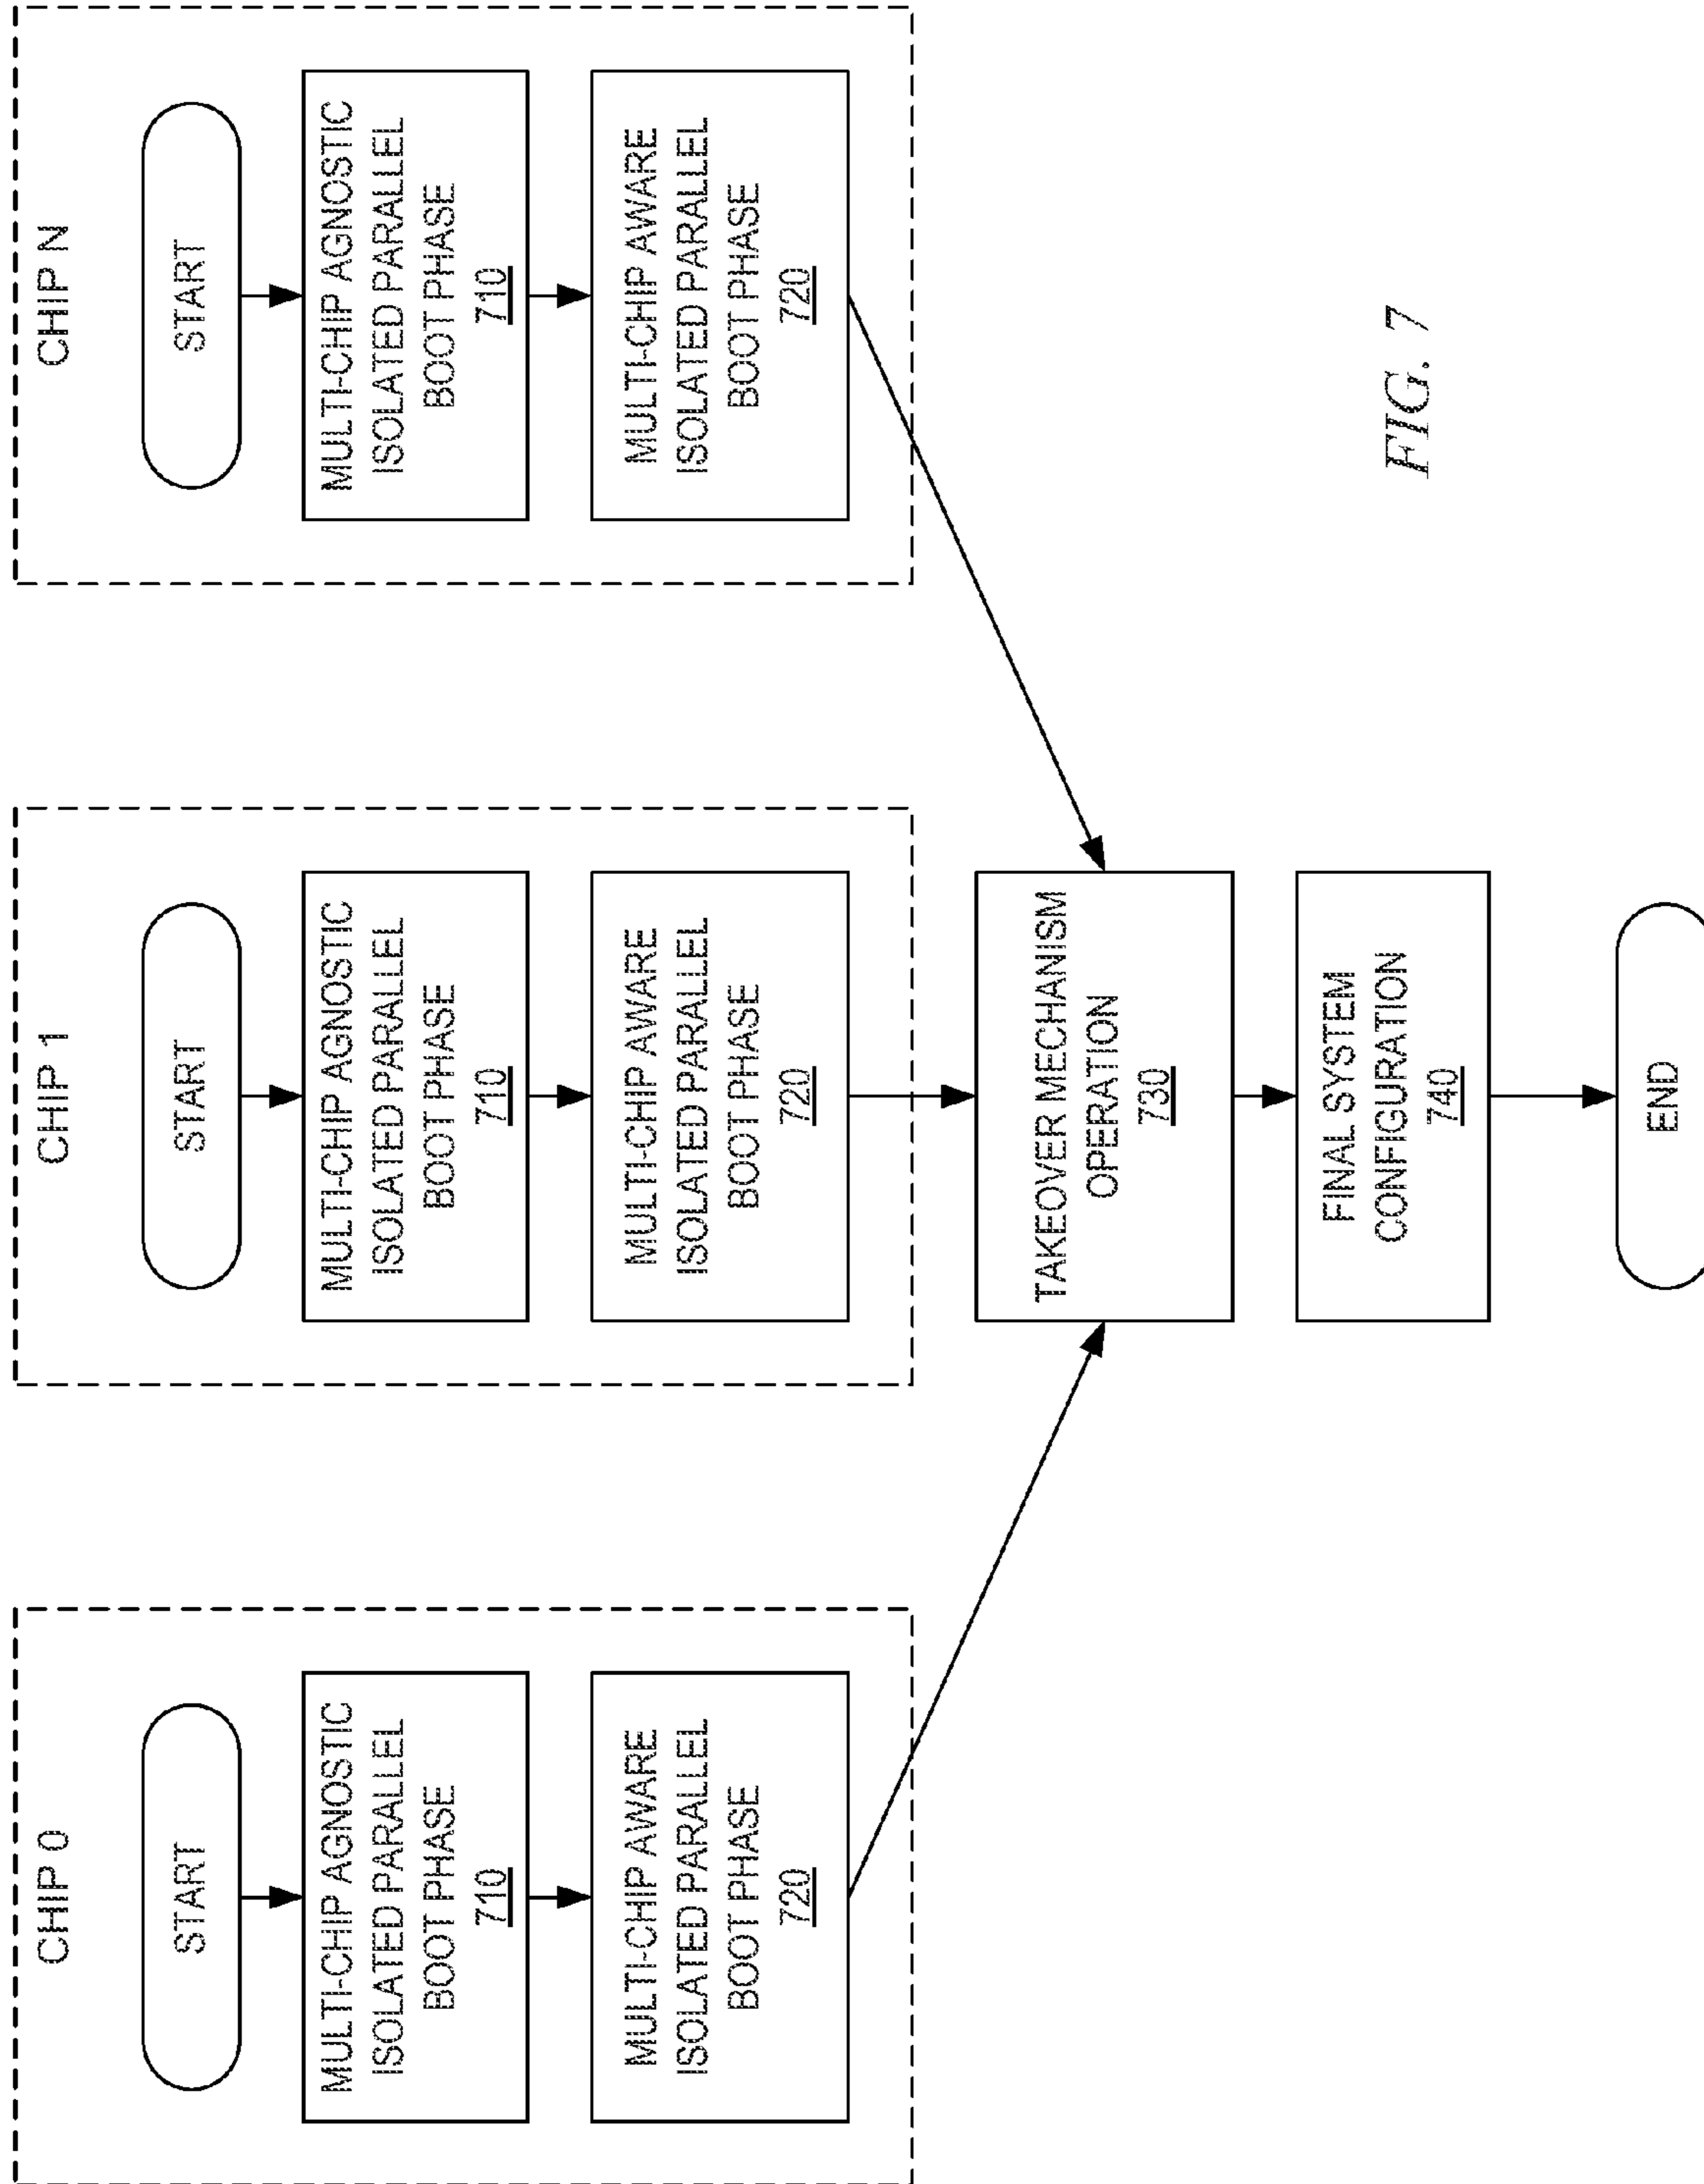 CHIP 0
START
MULTI-CHIP AGNOSTIC
ISOLATED PARALLEL
BOOT PHASE
710
MULTI-CHIP AWARE
ISOLATED PARALLEL
BOOT PHASE
720
CHIP 1
START
MULTI-CHIP AGNOSTIC
ISOLATED PARALLEL
BOOT PHASE
710
MULTI-CHIP AWARE
ISOLATED PARALLEL
BOOT PHASE
720
CHIP N
START
MULTI-CHIP AGNOSTIC
ISOLATED PARALLEL
BOOT PHASE
710
MULTI-CHIP AWARE
ISOLATED PARALLEL
BOOT PHASE
720
TAKEOVER MECHANISM
OPERATION
730
FINAL SYSTEM
CONFIGURATION
740
END
FIG. 7